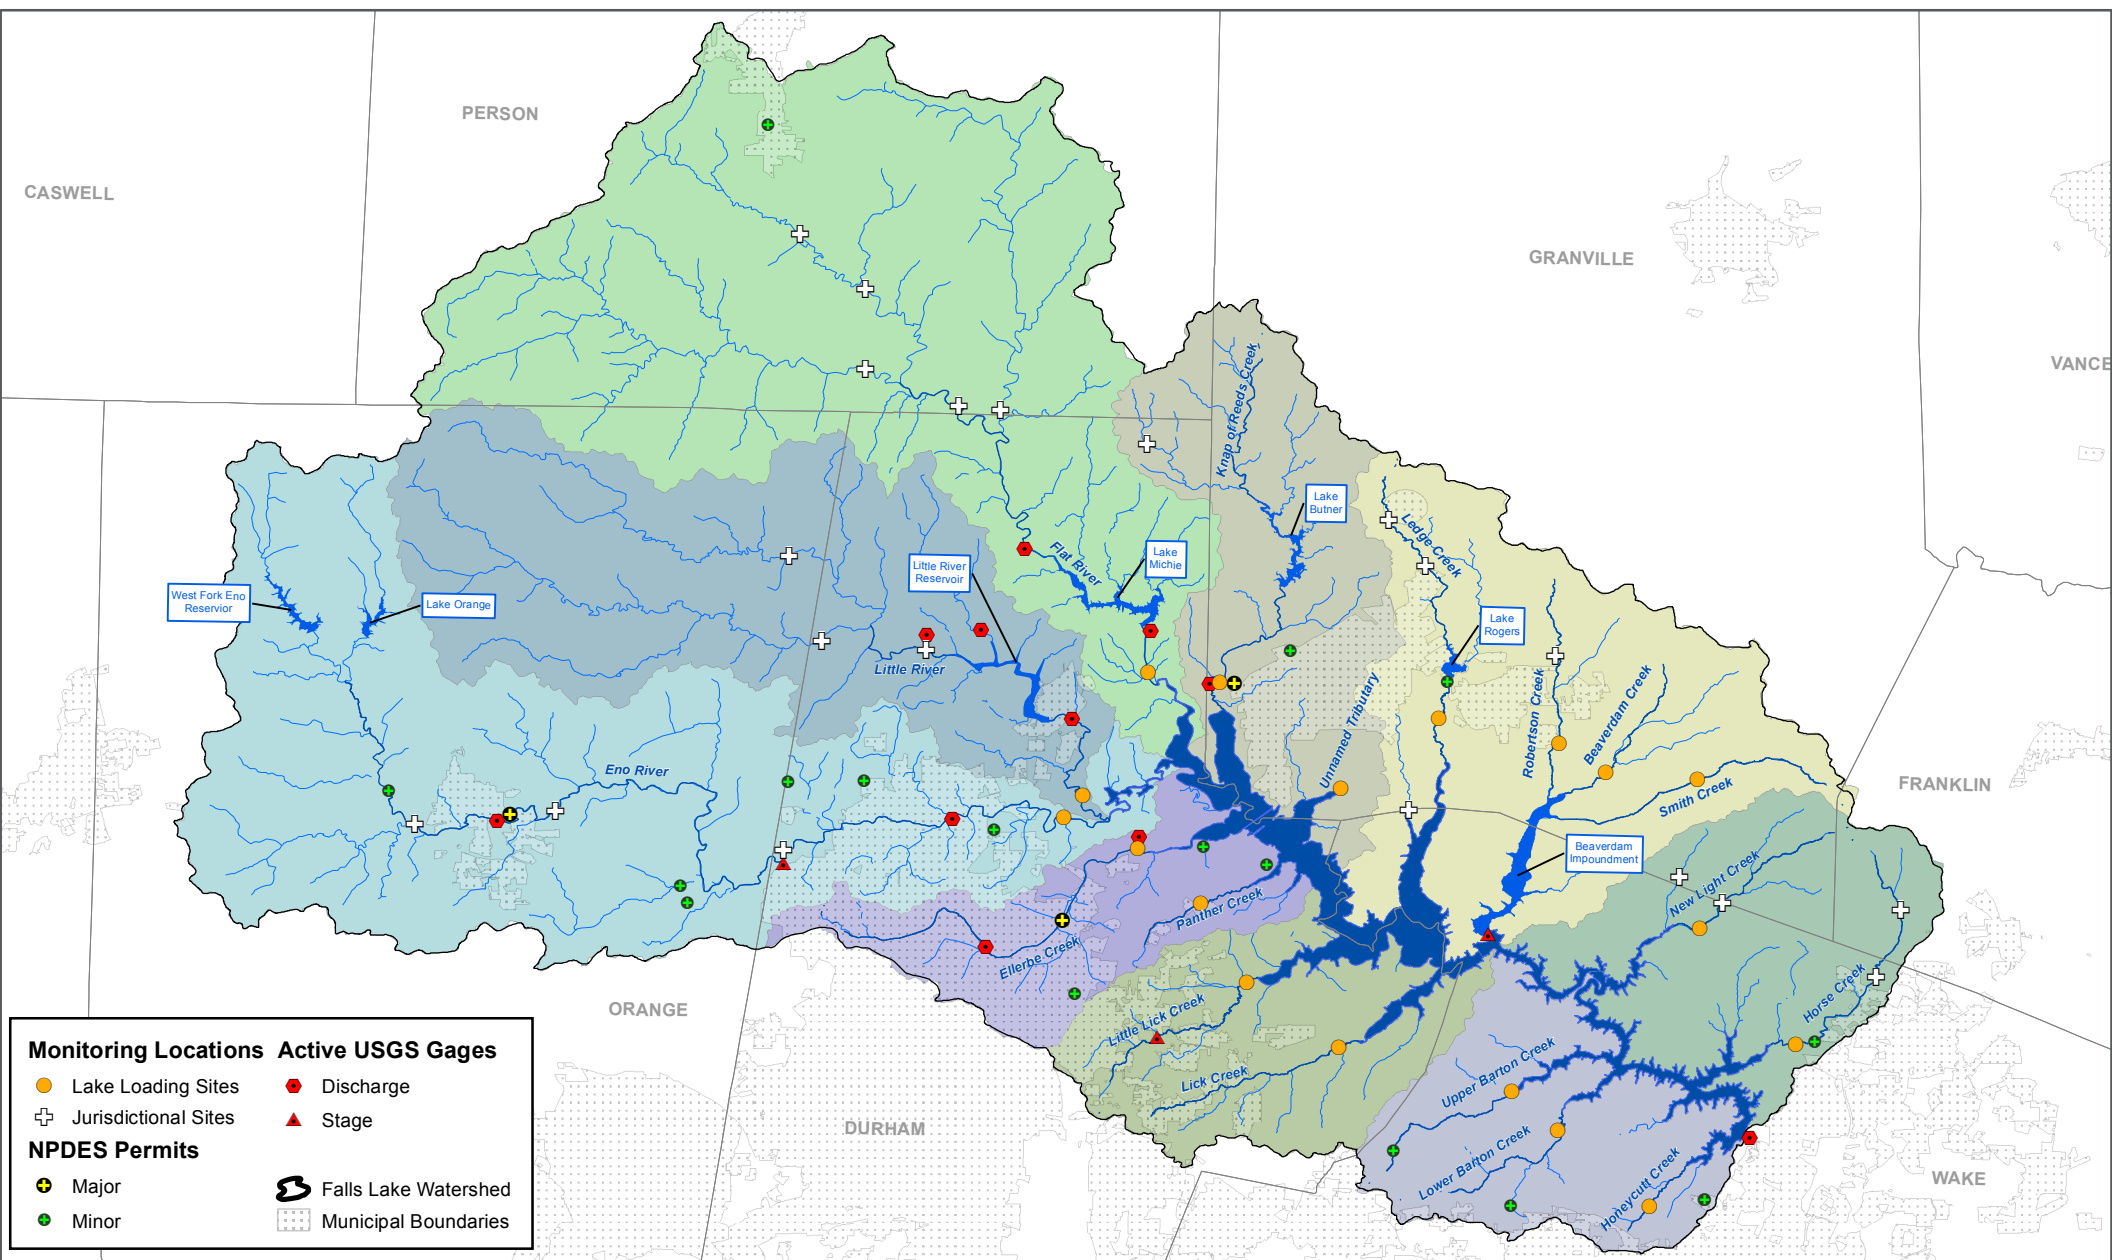 PERSON
CASWELL
GRANVILLE
VANCE
Knap of Reeds Creek
Lake
Butner
Ledge Creek
Flat River
Lake
Michie
Little River
Reservoir
West Fork Eno
Reservior
Lake Orange
Lake
Rogers
Little River
Robertson Creek
Beaverdam Creek
Unnamed Tributary
Eno River
Smith Creek
FRANKLIN
Beaverdam
Impoundment
New Light Creek
Panther Creek
Ellerbe Creek
Horse Creek
ORANGE
Little Lick Creek
Lick Creek
Upper Barton Creek
DURHAM
Lower Barton Creek
Honeycutt Creek
WAKE
Monitoring Locations
Lake Loading Sites
Jurisdictional Sites
NPDES Permits
Major
Minor
Active USGS Gages
Discharge
Stage
Falls Lake Watershed
Municipal Boundaries